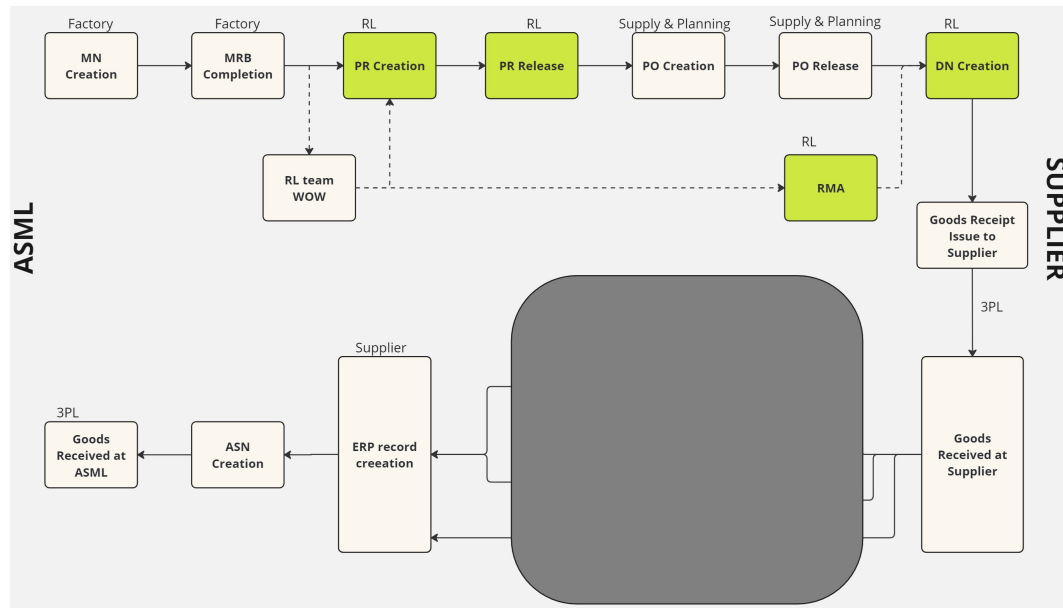 Factory
MN
Creation
Factory
MRB
Completion
RL
PR Creation
RL
PR Release
Supply & Planning
PO Creation
Supply & Planning
PO Release
RL
DN Creation
RL team
WOW
RL
RMA
ASML
SUPPLIER
Goods Receipt
Issue to
Supplier
3PL
Supplier
ERP record
creeation
3PL
Goods
Received at
ASML
ASN
Creation
Goods
Received at
Supplier